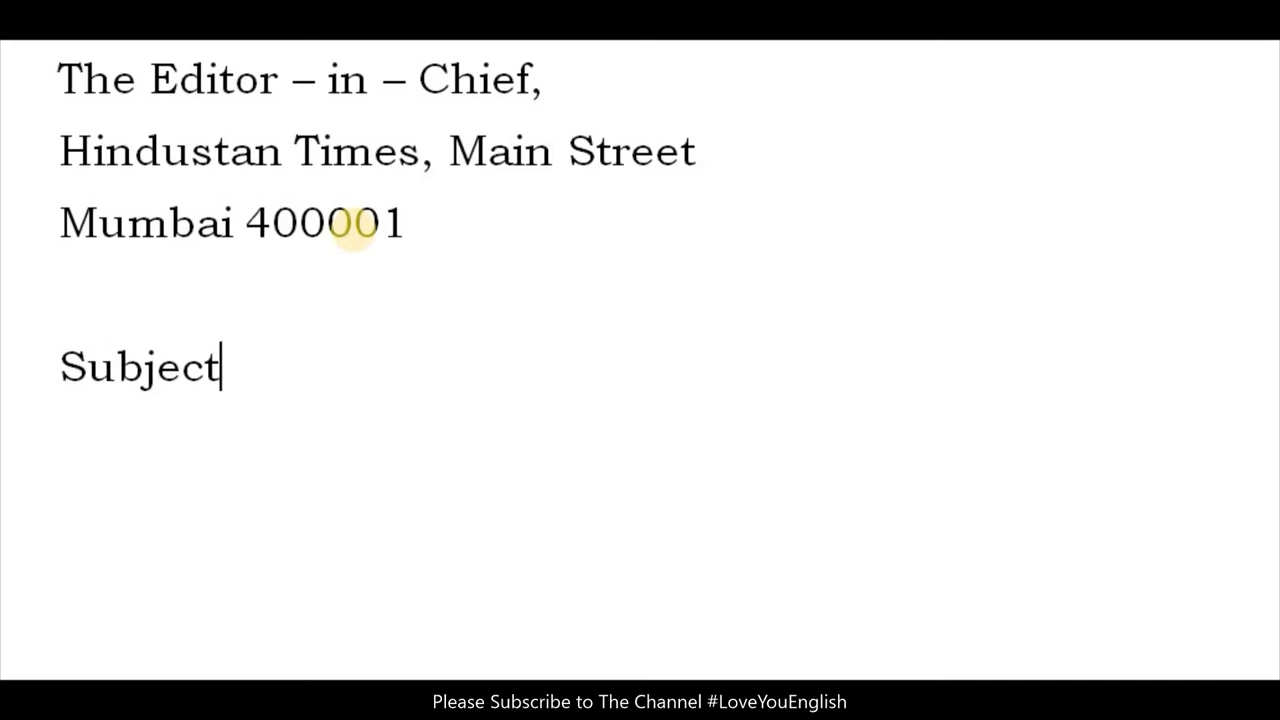 The Editor – in – Chief,
Hindustan Times, Main Street
Mumbai 400001
Subject
Please Subscribe to The Channel #LoveYouEnglish